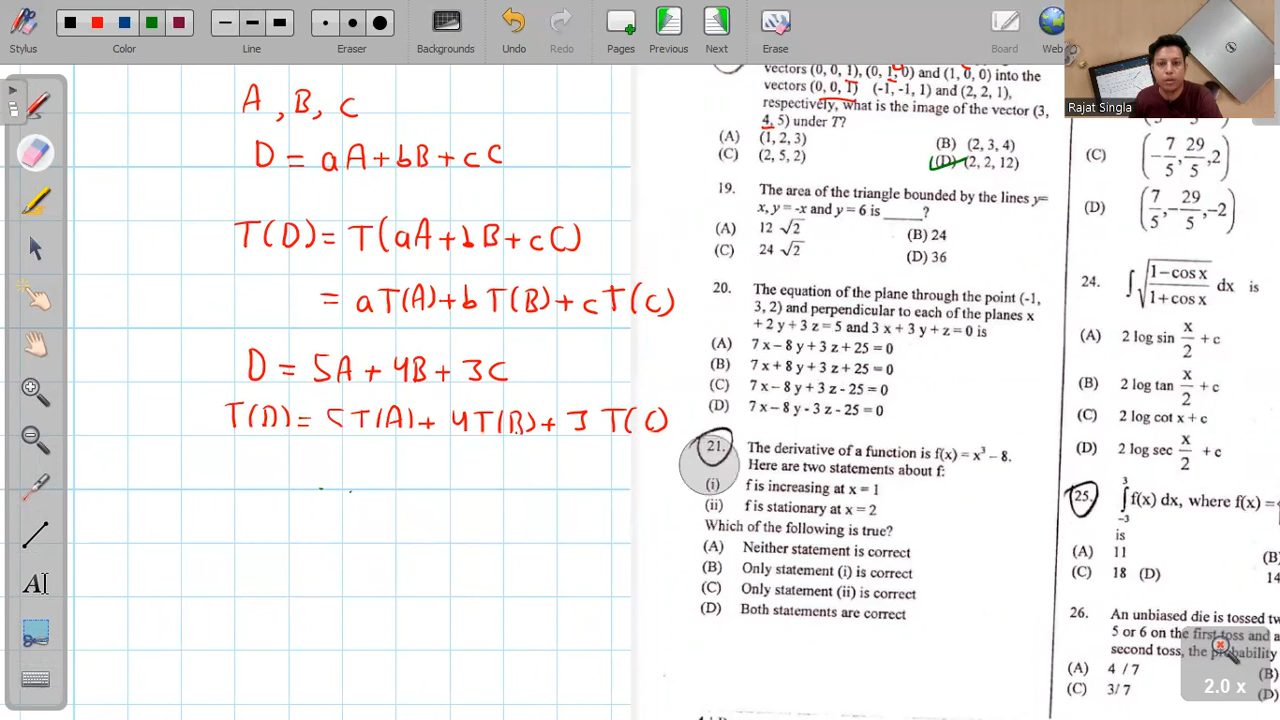 Stylus Color Line Eraser Backgrounds Undo Redo Pages Previous Next Erase Board Web
Rajat Singla
A, B, C
D = aA + bB + cC
T(D) = T(aA + bB + cC)
= aT(A) + bT(B) + cT(C)
D = 5A + 4B + 3C
T(D) = 5T(A) + 4T(B) + 3T(C)
vectors (0, 0, 1), (0, 1, 0) and (1, 0, 0) into the
vectors (0, 0, 1) (-1, -1, 1) and (2, 2, 1),
respectively, what is the image of the vector (3,
4, 5) under T?
(A) (1, 2, 3) (B) (2, 3, 4)
(C) (2, 5, 2) (D) (2, 2, 12)
19. The area of the triangle bounded by the lines y=
x, y = -x and y = 6 is _____?
(A) 12 √2 (B) 24
(C) 24 √2 (D) 36
20. The equation of the plane through the point (-1,
3, 2) and perpendicular to each of the planes x
+ 2 y + 3 z = 5 and 3 x + 3 y + z = 0 is
(A) 7 x – 8 y + 3 z + 25 = 0
(B) 7 x + 8 y + 3 z + 25 = 0
(C) 7 x – 8 y + 3 z - 25 = 0
(D) 7 x – 8 y - 3 z - 25 = 0
21. The derivative of a function is f(x) = x³ – 8.
Here are two statements about f:
(i) f is increasing at x = 1
(ii) f is stationary at x = 2
Which of the following is true?
(A) Neither statement is correct
(B) Only statement (i) is correct
(C) Only statement (ii) is correct
(D) Both statements are correct
(C) (-7/5, 29/5, 2)
(D) (7/5, -29/5, -2)
24. ∫ √((1-cos x)/(1+cos x)) dx is
(A) 2 log sin x/2 + c
(B) 2 log tan x/2 + c
(C) 2 log cot x + c
(D) 2 log sec x/2 + c
25. ∫₋₃³ f(x) dx, where f(x) =
is
(A) 11 (B)
(C) 18 (D) 14
26. An unbiased die is tossed
5 or 6 on the first toss and
second toss, the probability
(A) 4 / 7 (B)
(C) 3/ 7 (D)
2.0 x